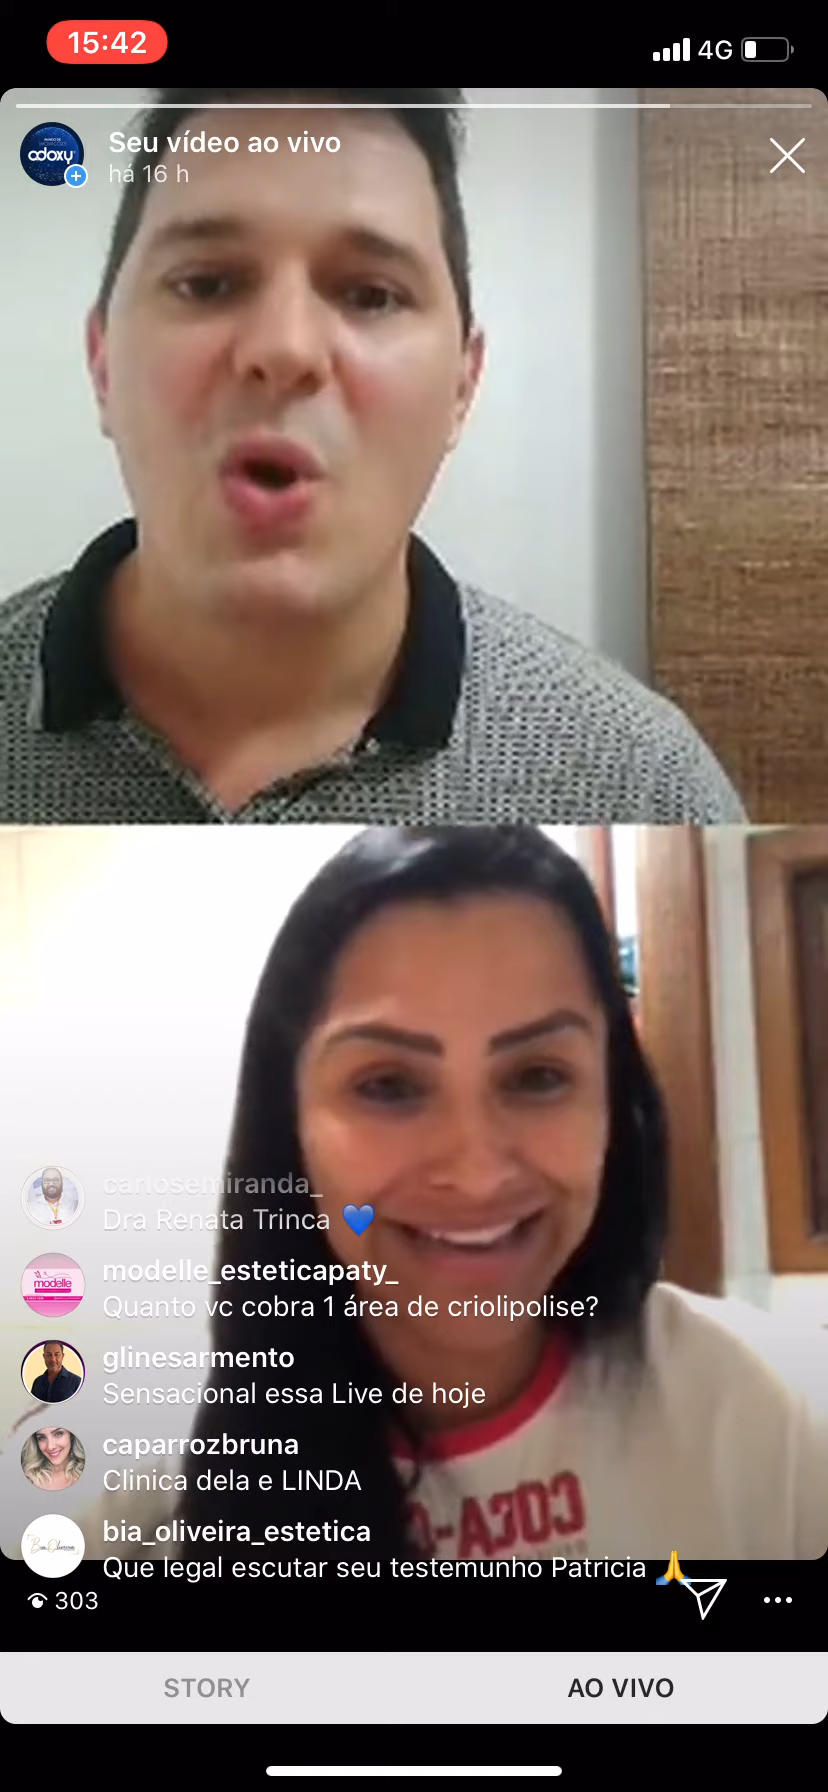 15:42
4G
adoxy
Seu vídeo ao vivo
há 16 h
carlosemiranda_
Dra Renata Trinca 💙
modelle
modelle_esteticapaty_
Quanto vc cobra 1 área de criolipolise?
glinesarmento
Sensacional essa Live de hoje
caparrozbruna
Clinica dela e LINDA
bia_oliveira_estetica
Que legal escutar seu testemunho Patricia 🙏
303
STORY
AO VIVO